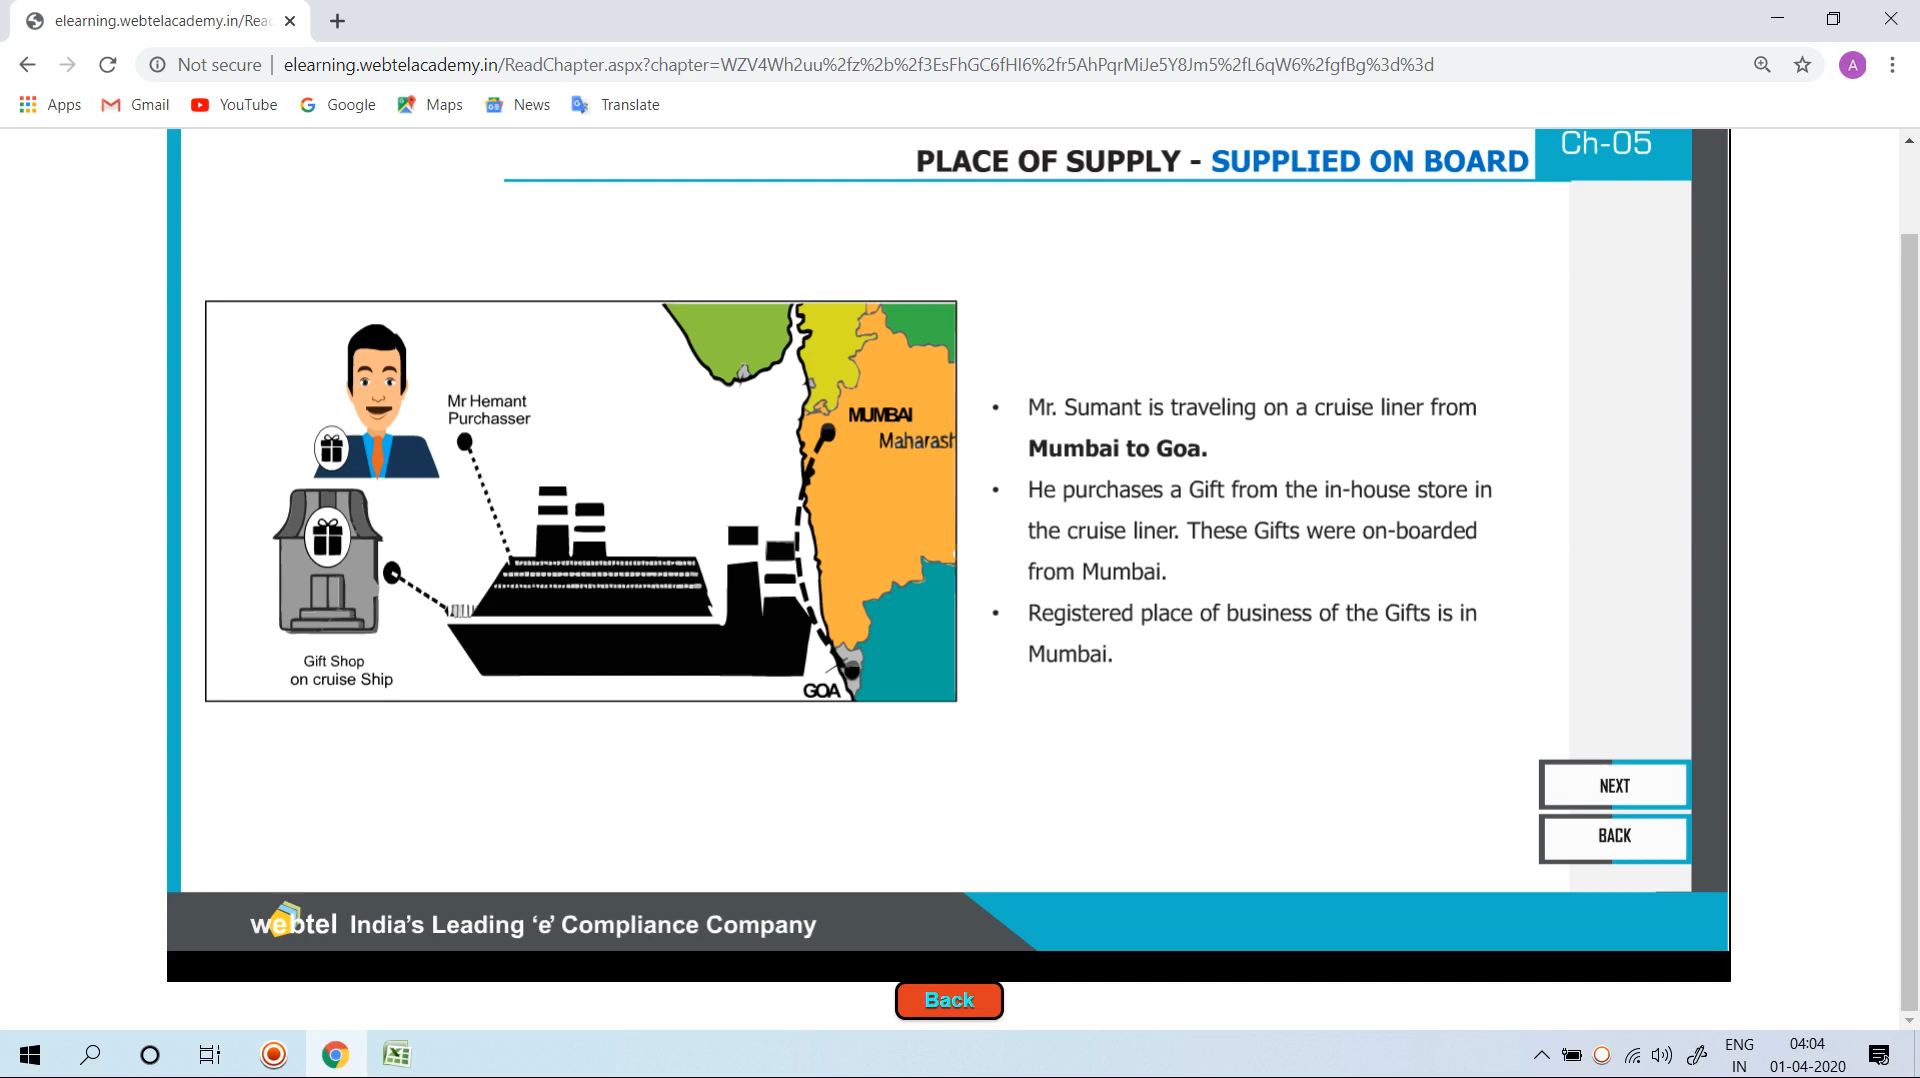 elearning.webtelacademy.in/Read
Not secure
elearning.webtelacademy.in/ReadChapter.aspx?chapter=WZV4Wh2uu%2fz%2b%2f3EsFhGC6fHI6%2fr5AhPqrMiJe5Y8Jm5%2fL6qW6%2fgfBg%3d%3d
A
Apps
Gmail
YouTube
Google
Maps
News
Translate
Ch-05
PLACE OF SUPPLY - SUPPLIED ON BOARD
Mr Hemant
Purchasser
MUMBAI
Maharash
Gift Shop
on cruise Ship
GOA
• Mr. Sumant is traveling on a cruise liner from
Mumbai to Goa.
• He purchases a Gift from the in-house store in
the cruise liner. These Gifts were on-boarded
from Mumbai.
• Registered place of business of the Gifts is in
Mumbai.
NEXT
BACK
webtel India's Leading 'e' Compliance Company
Back
ENG
IN
04:04
01-04-2020